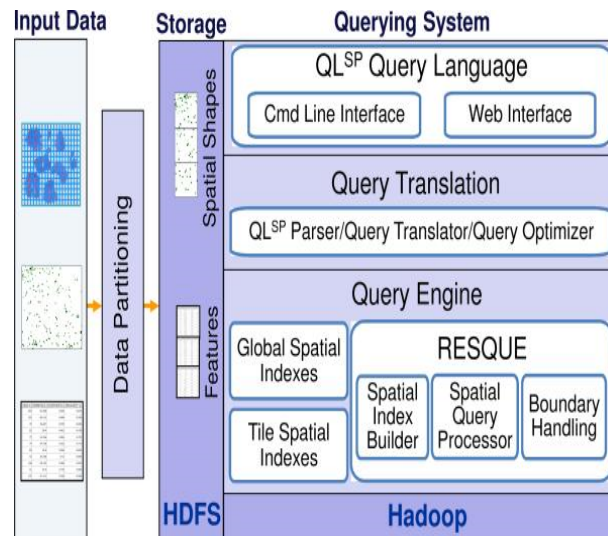 Input Data
Storage
Querying System
Data Partitioning
Spatial Shapes
Features
HDFS
QLSP Query Language
Cmd Line Interface
Web Interface
Query Translation
QLSP Parser/Query Translator/Query Optimizer
Query Engine
Global Spatial
Indexes
Tile Spatial
Indexes
RESQUE
Spatial
Index
Builder
Spatial
Query
Processor
Boundary
Handling
Hadoop